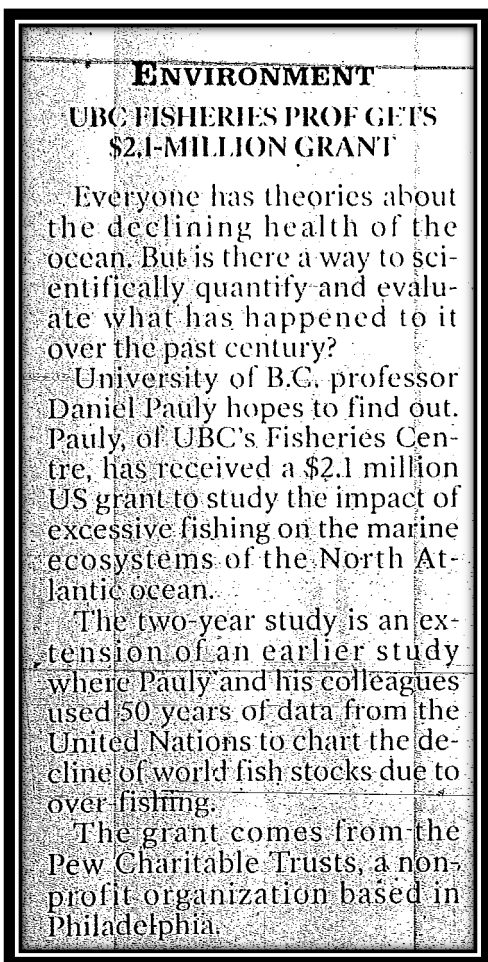 ENVIRONMENT
UBC FISHERIES PROF GETS
$2.1-MILLION GRANT
Everyone has theories about
the declining health of the
ocean. But is there a way to sci-
entifically quantify and evalu-
ate what has happened to it
over the past century?
University of B.C. professor
Daniel Pauly hopes to find out.
Pauly, of UBC's Fisheries Cen-
tre, has received a $2.1 million
US grant to study the impact of
excessive fishing on the marine
ecosystems of the North At-
lantic ocean.
The two-year study is an ex-
tension of an earlier study
where Pauly and his colleagues
used 50 years of data from the
United Nations to chart the de-
cline of world fish stocks due to
over-fishing.
The grant comes from the
Pew Charitable Trusts, a non-
profit organization based in
Philadelphia.